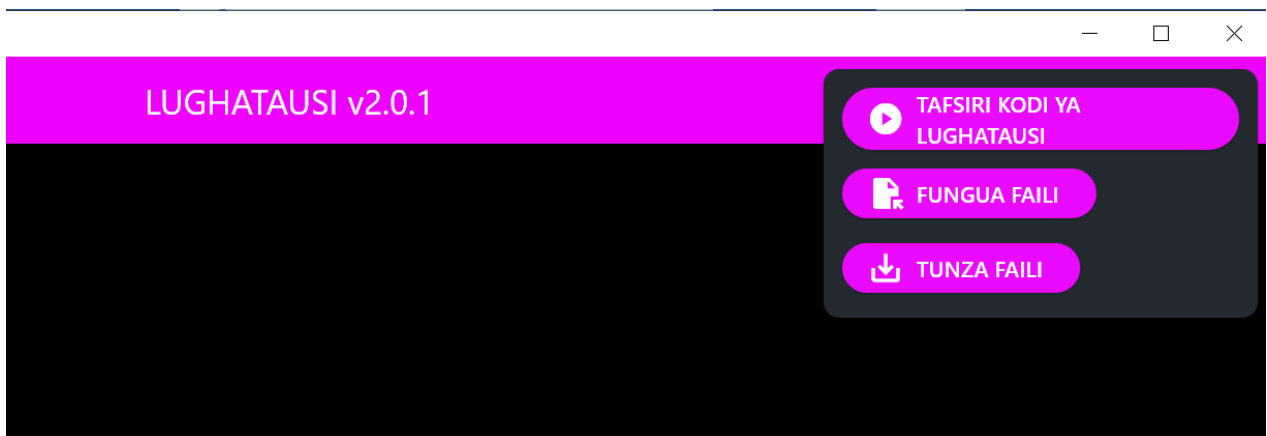 LUGHATAUSI v2.0.1
TAFSIRI KODI YA
LUGHATAUSI
FUNGUA FAILI
TUNZA FAILI